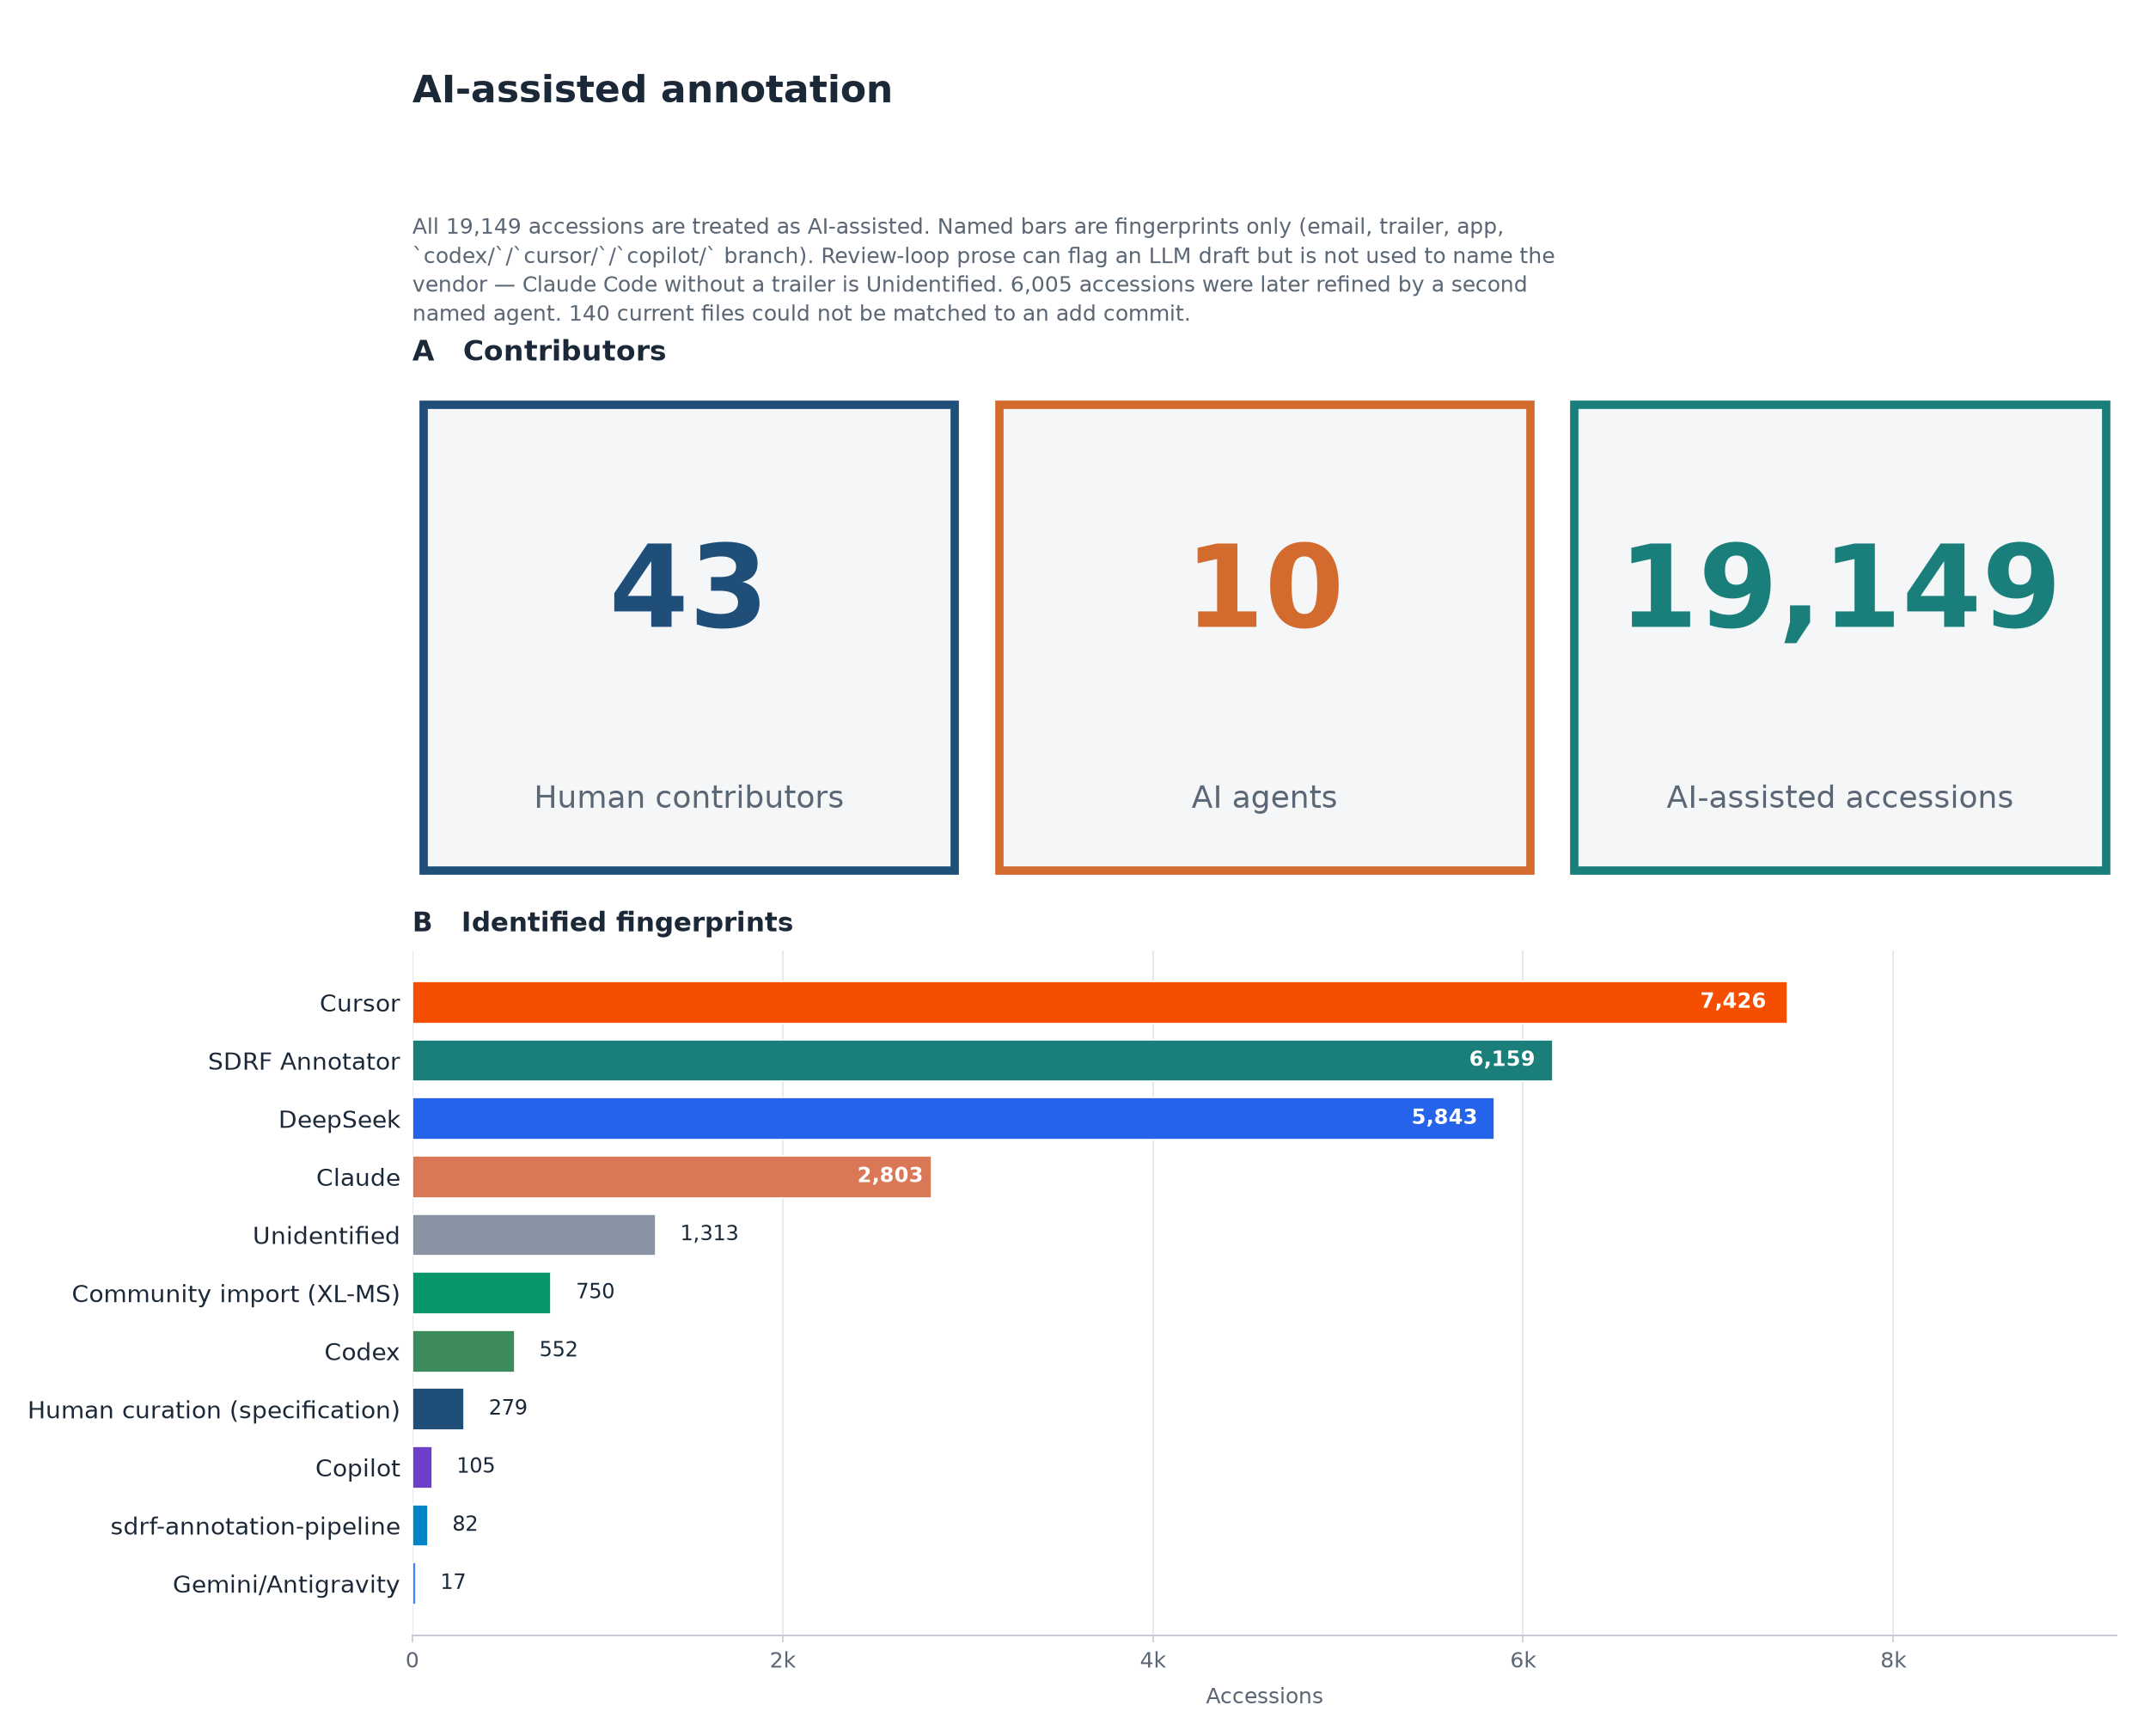 AI-assisted annotation
All 19,149 accessions are treated as AI-assisted. Named bars are fingerprints only (email, trailer, app,
`codex/`/`cursor/`/`copilot/` branch). Review-loop prose can flag an LLM draft but is not used to name the
vendor — Claude Code without a trailer is Unidentified. 6,005 accessions were later refined by a second
named agent. 140 current files could not be matched to an add commit.
A Contributors
43
Human contributors
10
AI agents
19,149
AI-assisted accessions
B Identified fingerprints
Cursor 7,426
SDRF Annotator 6,159
DeepSeek 5,843
Claude 2,803
Unidentified 1,313
Community import (XL-MS) 750
Codex 552
Human curation (specification) 279
Copilot 105
sdrf-annotation-pipeline 82
Gemini/Antigravity 17
0 2k 4k 6k 8k
Accessions